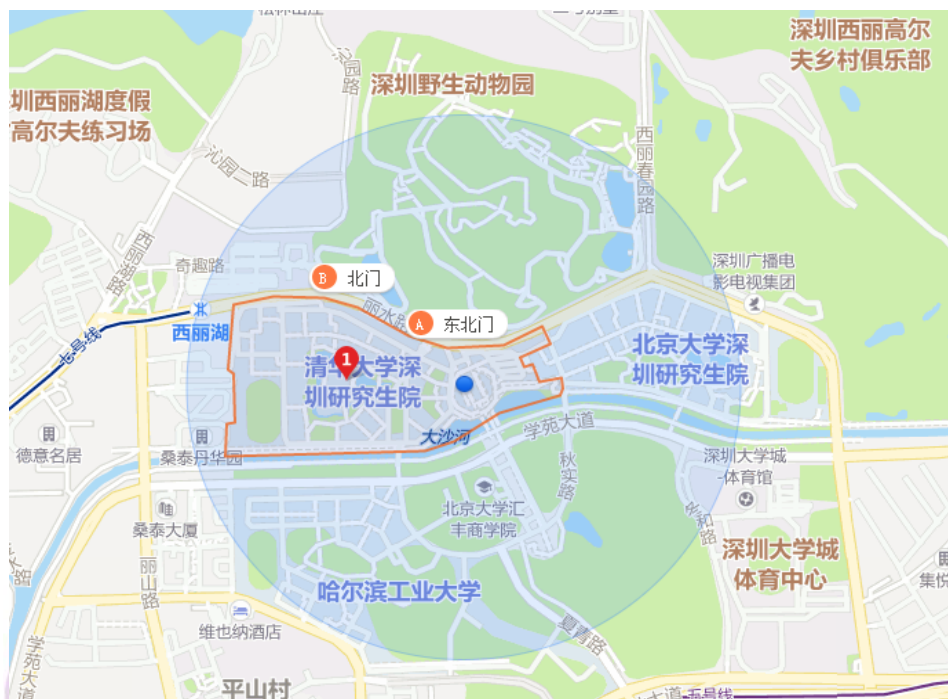 沁园路
深圳西丽高尔
夫乡村俱乐部
深圳野生动物园
圳西丽湖度假
高尔夫练习场
沁园二路
西丽春园路
西丽湖路
奇趣路
深圳广播电
影电视集团
B
北门
丽水路
A
东北门
西丽湖
七号线
北京大学深
圳研究生院
1
清华大学深
圳研究生院
大沙河
学苑大道
德意名居
桑泰丹华园
秋实路
深圳大学城
-体育馆
北京大学汇
丰商学院
桑泰大厦
冬和路
深圳大学城
体育中心
丽山路
哈尔滨工业大学
集悦
维也纳酒店
夏青路
学苑大道
平山村
大道
五号线